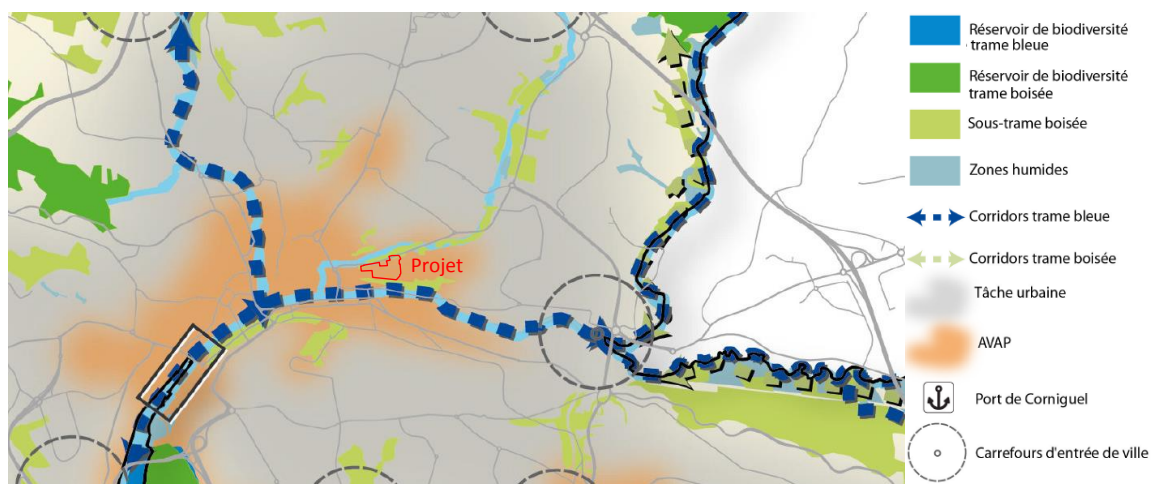 Réservoir de biodiversité
trame bleue
Réservoir de biodiversité
trame boisée
Sous-trame boisée
Zones humides
Corridors trame bleue
Corridors trame boisée
Tâche urbaine
AVAP
Port de Corniguel
Carrefours d'entrée de ville
Projet